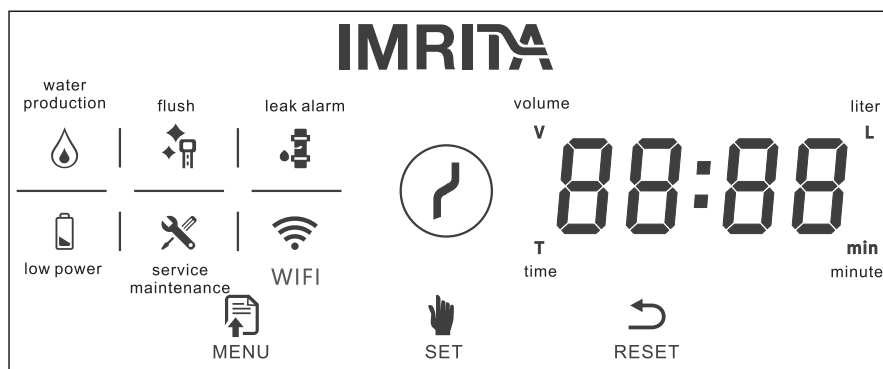 IMRITA
water
production
flush
leak alarm
volume
liter
V
L
88:88
low power
service
maintenance
WIFI
T
min
time
minute
MENU
SET
RESET